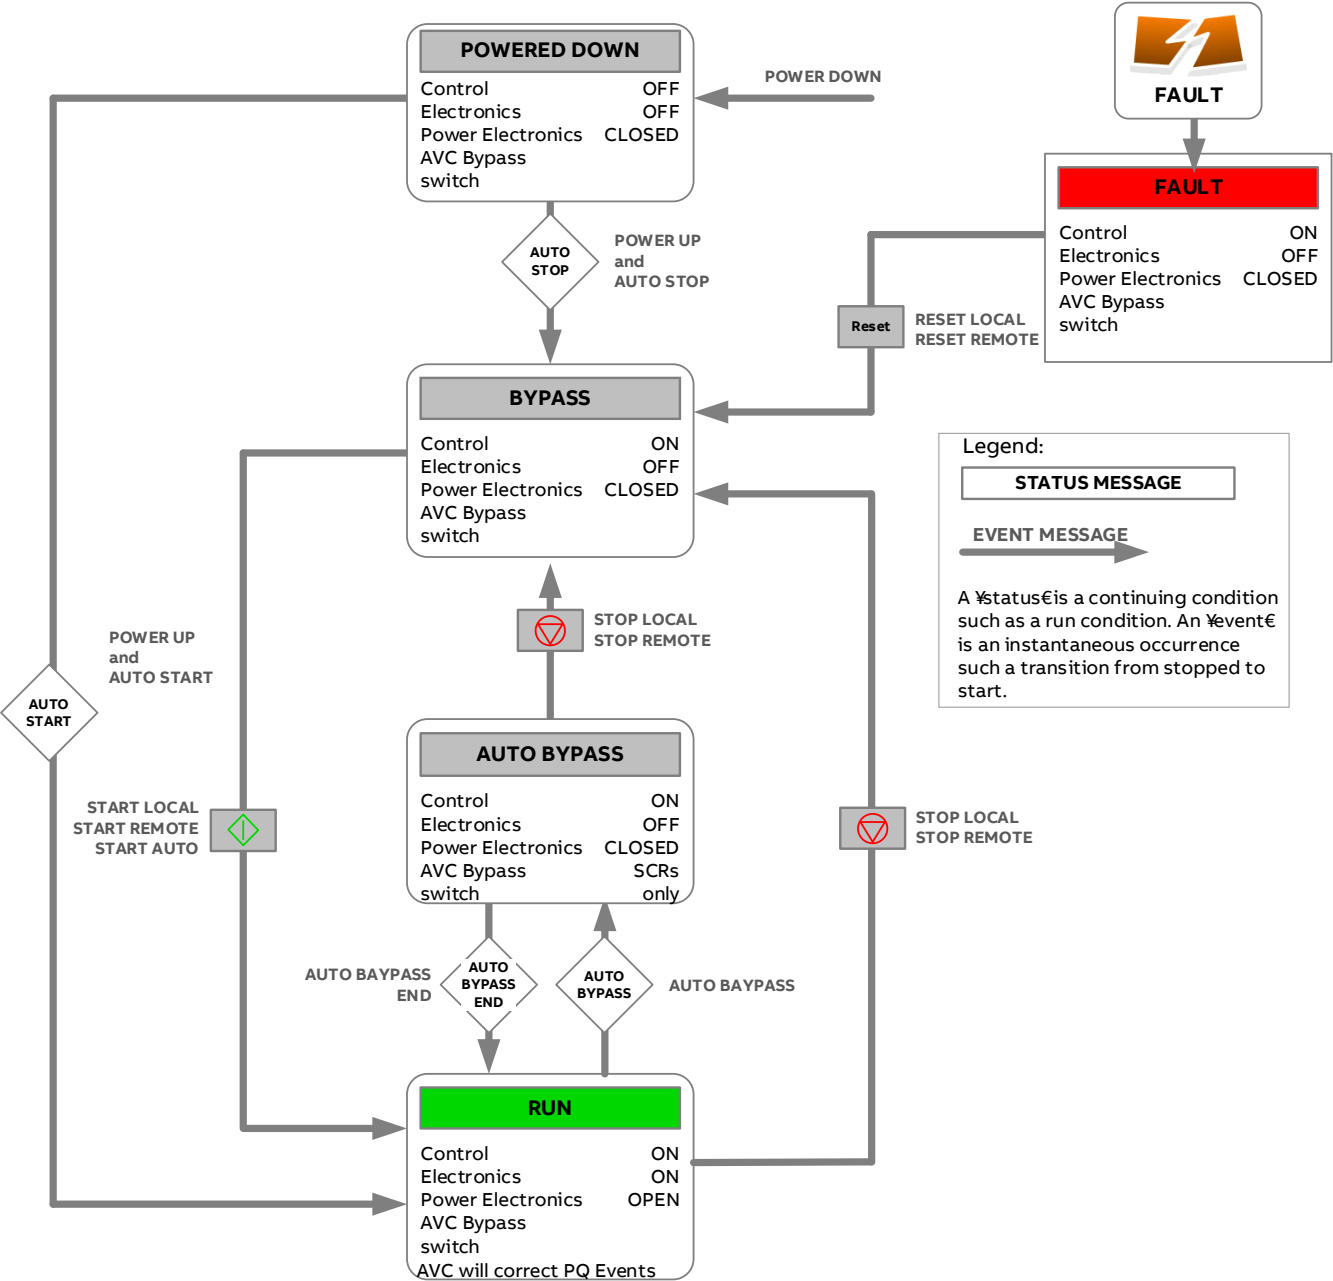 POWERED DOWN
Control OFF
Electronics OFF
Power Electronics CLOSED
AVC Bypass
switch
POWER DOWN
FAULT
FAULT
Control ON
Electronics OFF
Power Electronics CLOSED
AVC Bypass
switch
AUTO
STOP
POWER UP
and
AUTO STOP
Reset
RESET LOCAL
RESET REMOTE
BYPASS
Control ON
Electronics OFF
Power Electronics CLOSED
AVC Bypass
switch
Legend:
STATUS MESSAGE
EVENT MESSAGE
A ¥status€ is a continuing condition
such as a run condition. An ¥event€
is an instantaneous occurrence
such a transition from stopped to
start.
STOP LOCAL
STOP REMOTE
POWER UP
and
AUTO START
AUTO
START
AUTO BYPASS
Control ON
Electronics OFF
Power Electronics CLOSED
AVC Bypass SCRs
switch only
START LOCAL
START REMOTE
START AUTO
STOP LOCAL
STOP REMOTE
AUTO BAYPASS
END
AUTO
BYPASS
END
AUTO
BYPASS
AUTO BAYPASS
RUN
Control ON
Electronics ON
Power Electronics OPEN
AVC Bypass
switch
AVC will correct PQ Events